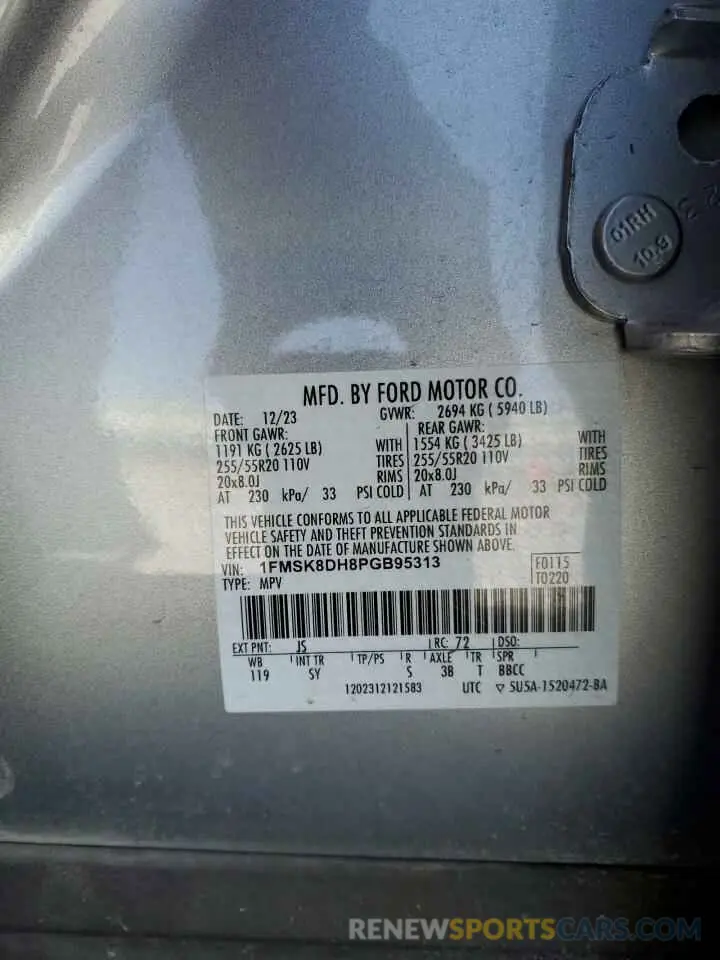 01RH
10.9
MFD. BY FORD MOTOR CO.
DATE: 12/23 GVWR: 2694 KG ( 5940 LB)
FRONT GAWR: REAR GAWR:
1191 KG ( 2625 LB) WITH 1554 KG ( 3425 LB) WITH
255/55R20 110V TIRES 255/55R20 110V TIRES
20x8.0J RIMS 20x8.0J RIMS
AT 230 kPa/ 33 PSI COLD AT 230 kPa/ 33 PSI COLD
THIS VEHICLE CONFORMS TO ALL APPLICABLE FEDERAL MOTOR
VEHICLE SAFETY AND THEFT PREVENTION STANDARDS IN
EFFECT ON THE DATE OF MANUFACTURE SHOWN ABOVE.
VIN: 1FMSK8DH8PGB95313 F0115
TYPE: MPV T0220
EXT PNT: JS RC: 72 DSO:
WB INT TR TP/PS R AXLE TR SPR
119 SY S 3B T BBCC
1202312121583 UTC ▽ SU5A-1520472-BA
RENEWSPORTSCARS.COM